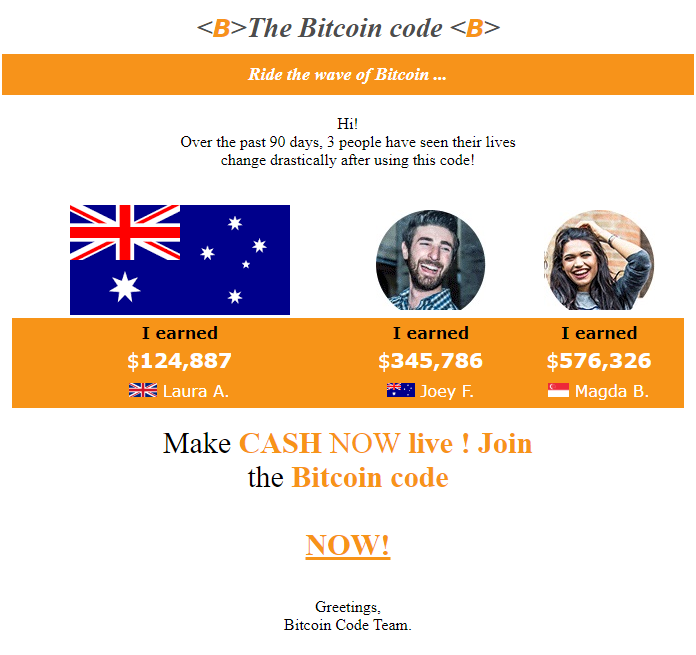 <B>The Bitcoin code <B>
Ride the wave of Bitcoin ...
Hi!
Over the past 90 days, 3 people have seen their lives
change drastically after using this code!
I earned
$124,887
Laura A.
I earned
$345,786
Joey F.
I earned
$576,326
Magda B.
Make CASH NOW live ! Join
the Bitcoin code
NOW!
Greetings,
Bitcoin Code Team.